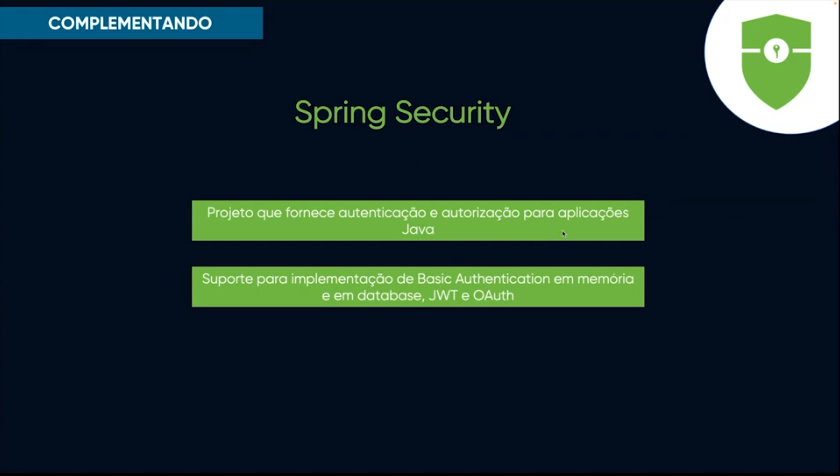 COMPLEMENTANDO
Spring Security
Projeto que fornece autenticação e autorização para aplicações
Java
Suporte para implementação de Basic Authentication em memória
e em database, JWT e OAuth